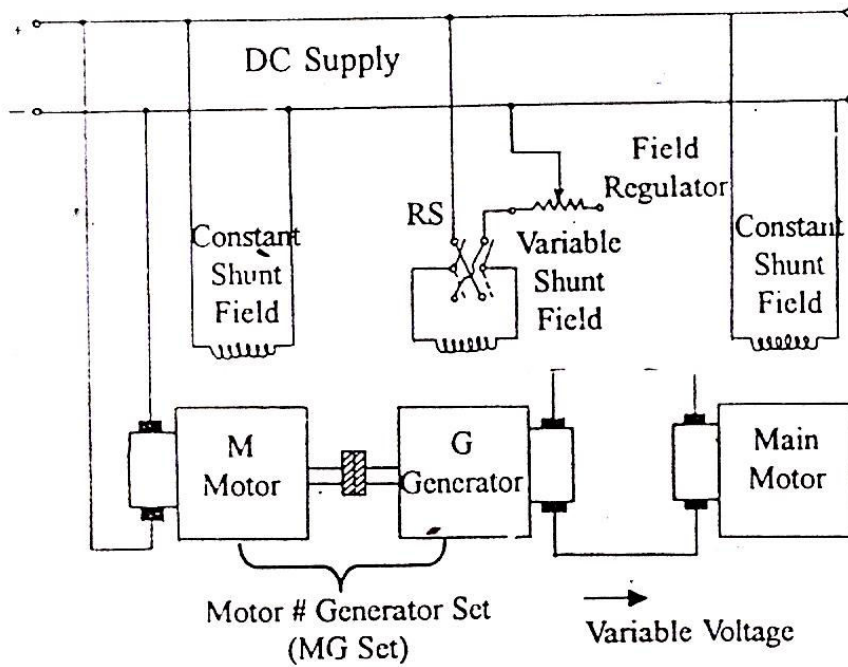 +
DC Supply
−
Field
Regulator
RS
Constant
Shunt
Field
Variable
Shunt
Field
Constant
Shunt
Field
M
Motor
G
Generator
Main
Motor
Motor # Generator Set
(MG Set)
Variable Voltage